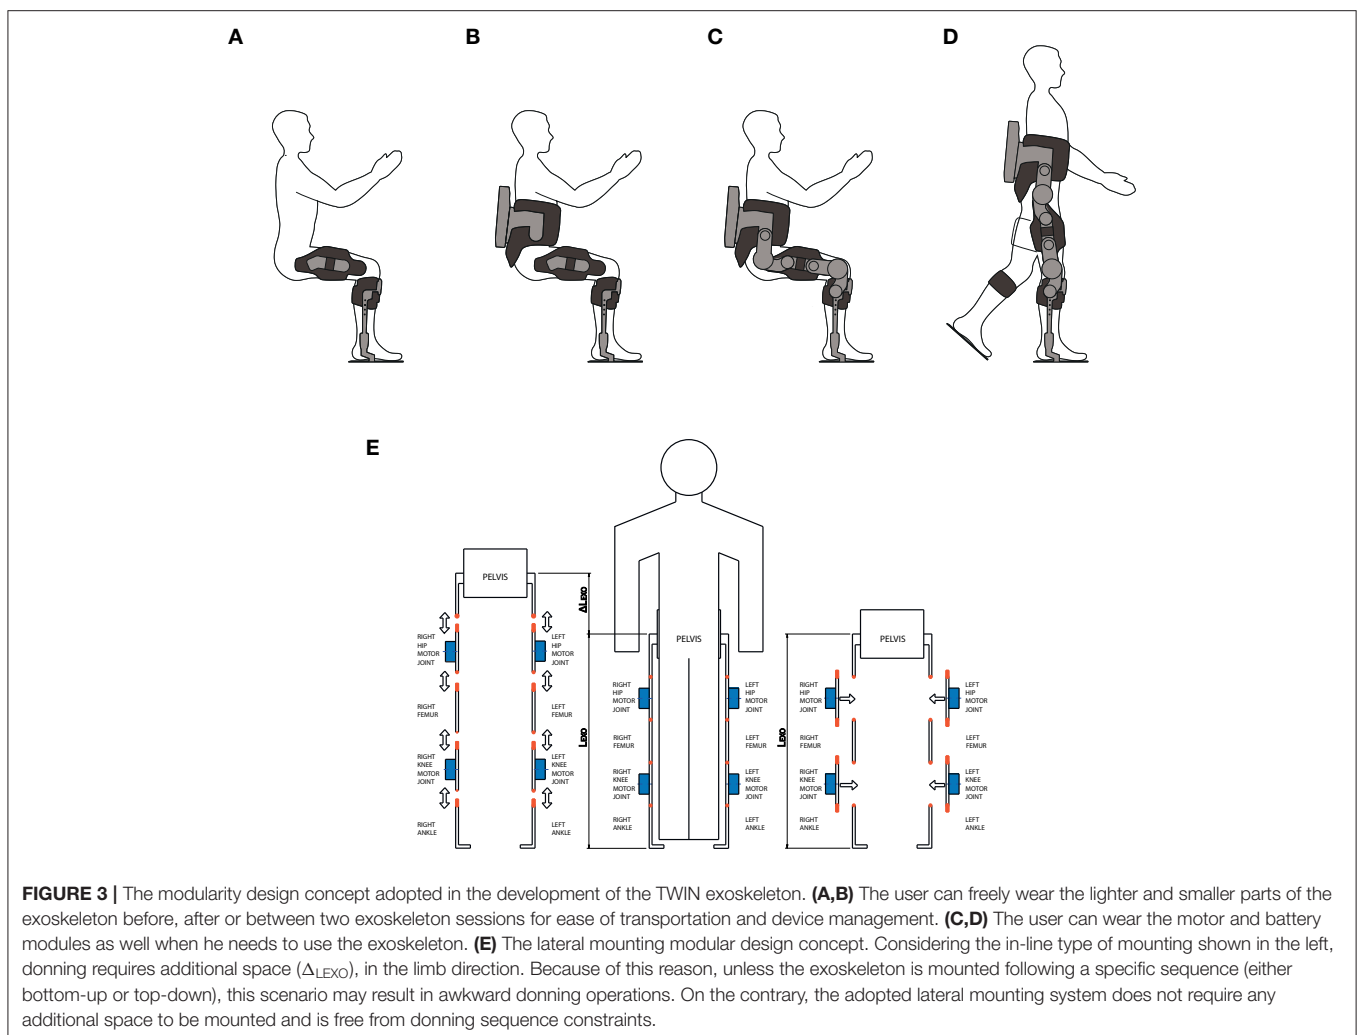 A
B
C
D
E
PELVIS
RIGHT
HIP
MOTOR
JOINT
LEFT
HIP
MOTOR
JOINT
RIGHT
FEMUR
LEFT
FEMUR
RIGHT
KNEE
MOTOR
JOINT
LEFT
KNEE
MOTOR
JOINT
RIGHT
ANKLE
LEFT
ANKLE
ΔLEXO
LEXO
PELVIS
RIGHT
HIP
MOTOR
JOINT
LEFT
HIP
MOTOR
JOINT
RIGHT
FEMUR
LEFT
FEMUR
RIGHT
KNEE
MOTOR
JOINT
LEFT
KNEE
MOTOR
JOINT
RIGHT
ANKLE
LEFT
ANKLE
LEXO
PELVIS
RIGHT
HIP
MOTOR
JOINT
LEFT
HIP
MOTOR
JOINT
RIGHT
FEMUR
LEFT
FEMUR
RIGHT
KNEE
MOTOR
JOINT
LEFT
KNEE
MOTOR
JOINT
RIGHT
ANKLE
LEFT
ANKLE
FIGURE 3 | The modularity design concept adopted in the development of the TWIN exoskeleton. (A,B) The user can freely wear the lighter and smaller parts of the
exoskeleton before, after or between two exoskeleton sessions for ease of transportation and device management. (C,D) The user can wear the motor and battery
modules as well when he needs to use the exoskeleton. (E) The lateral mounting modular design concept. Considering the in-line type of mounting shown in the left,
donning requires additional space (ΔLEXO), in the limb direction. Because of this reason, unless the exoskeleton is mounted following a specific sequence (either
bottom-up or top-down), this scenario may result in awkward donning operations. On the contrary, the adopted lateral mounting system does not require any
additional space to be mounted and is free from donning sequence constraints.